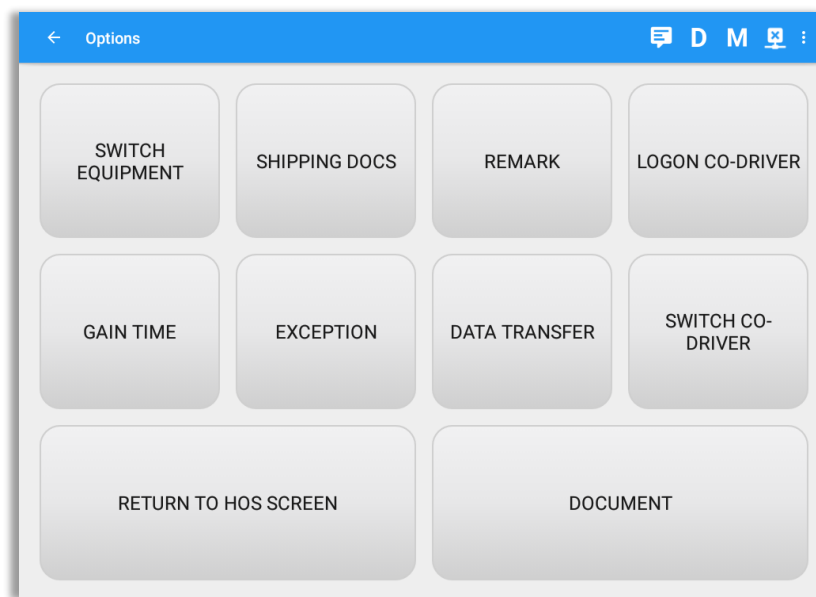 Options
D M
SWITCH
EQUIPMENT
SHIPPING DOCS
REMARK
LOGON CO-DRIVER
GAIN TIME
EXCEPTION
DATA TRANSFER
SWITCH CO-
DRIVER
RETURN TO HOS SCREEN
DOCUMENT